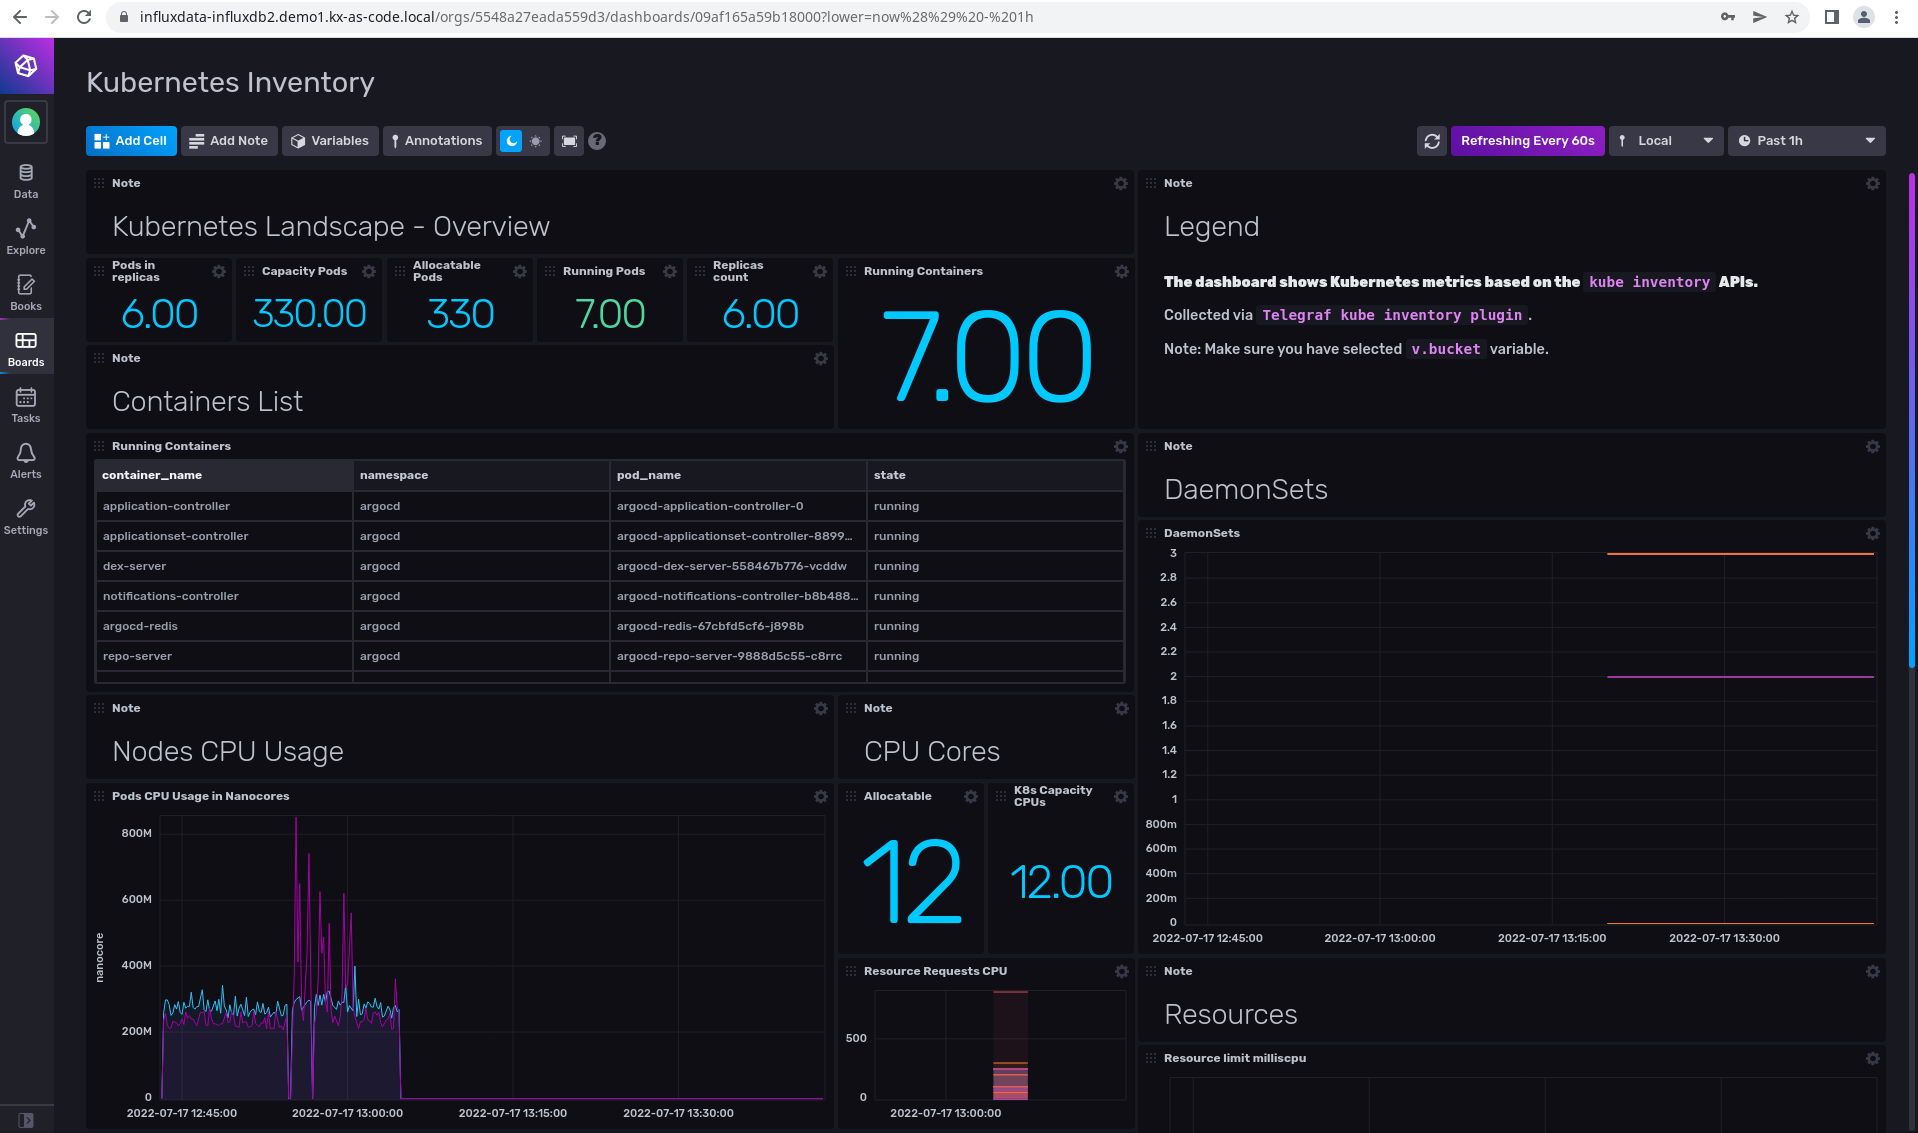 influxdata-influxdb2.demo1.kx-as-code.local/orgs/5548a27eada559d3/dashboards/09af165a59b18000?lower=now%28%29%20-%201h
Kubernetes Inventory
Add Cell
Add Note
Variables
Annotations
?
Refreshing Every 60s
Local
Past 1h
Data
Explore
Books
Boards
Tasks
Alerts
Settings
Note
Kubernetes Landscape - Overview
Pods in
replicas
6.00
Capacity Pods
330.00
Allocatable
Pods
330
Running Pods
7.00
Replicas
count
6.00
Running Containers
7.00
Note
Containers List
Note
Legend
The dashboard shows Kubernetes metrics based on the kube inventory APIs.
Collected via Telegraf kube inventory plugin.
Note: Make sure you have selected v.bucket variable.
Running Containers
container_name namespace pod_name state
application-controller argocd argocd-application-controller-0 running
applicationset-controller argocd argocd-applicationset-controller-8899... running
dex-server argocd argocd-dex-server-558467b776-vcddw running
notifications-controller argocd argocd-notifications-controller-b8b488... running
argocd-redis argocd argocd-redis-67cbfd5cf6-j898b running
repo-server argocd argocd-repo-server-9888d5c55-c8rrc running
Note
DaemonSets
DaemonSets
3
2.8
2.6
2.4
2.2
2
1.8
1.6
1.4
1.2
1
800m
600m
400m
200m
0
2022-07-17 12:45:00 2022-07-17 13:00:00 2022-07-17 13:15:00 2022-07-17 13:30:00
Note
Nodes CPU Usage
Note
CPU Cores
Pods CPU Usage in Nanocores
nanocore
800M
600M
400M
200M
0
2022-07-17 12:45:00 2022-07-17 13:00:00 2022-07-17 13:15:00 2022-07-17 13:30:00
Allocatable
12
K8s Capacity
CPUs
12.00
Resource Requests CPU
500
0
2022-07-17 13:00:00
Note
Resources
Resource limit milliscpu